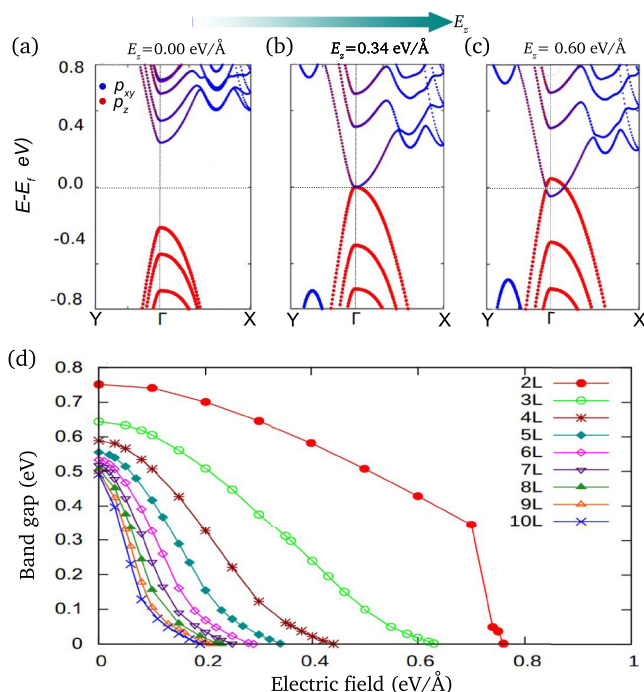 E_z
(a) E_z=0.00 eV/Å (b) E_z=0.34 eV/Å (c) E_z= 0.60 eV/Å
0.8
p_xy
p_z
0.4
0.0
-0.4
-0.8
E-E_f eV
Y Γ X Y Γ X Y Γ X
(d)
0.8
0.7
0.6
0.5
0.4
0.3
0.2
0.1
0
Band gap (eV)
2L
3L
4L
5L
6L
7L
8L
9L
10L
0 0.2 0.4 0.6 0.8 1
Electric field (eV/Å)